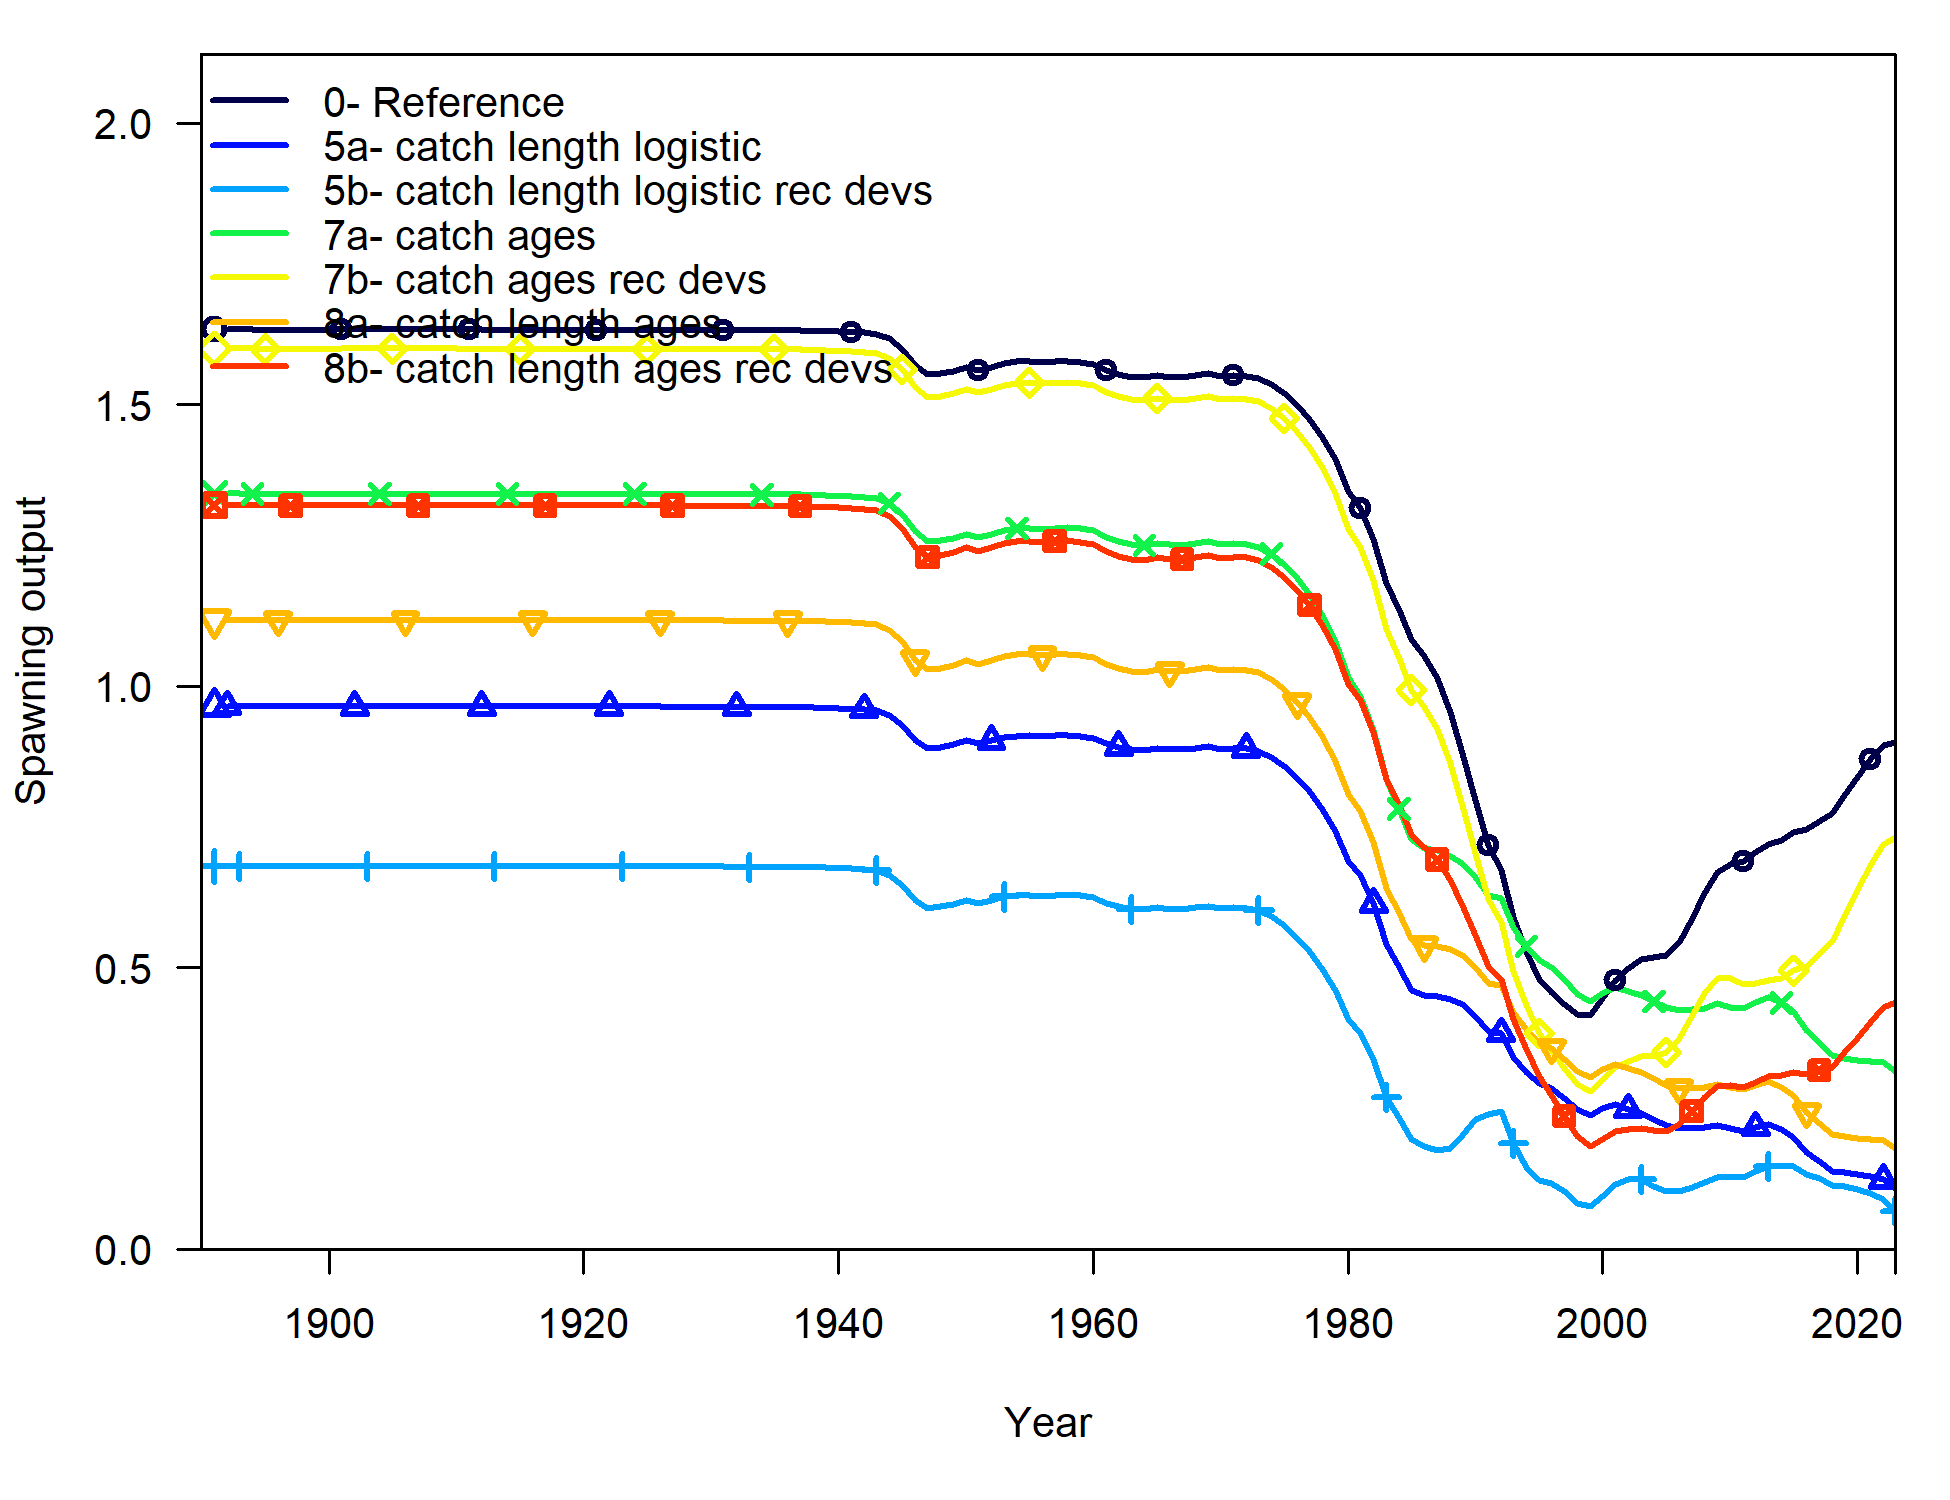 0- Reference
5a- catch length logistic
5b- catch length logistic rec devs
7a- catch ages
7b- catch ages rec devs
8a- catch length ages
8b- catch length ages rec devs
2.0
1.5
1.0
0.5
0.0
Spawning output
1900 1920 1940 1960 1980 2000 2020
Year